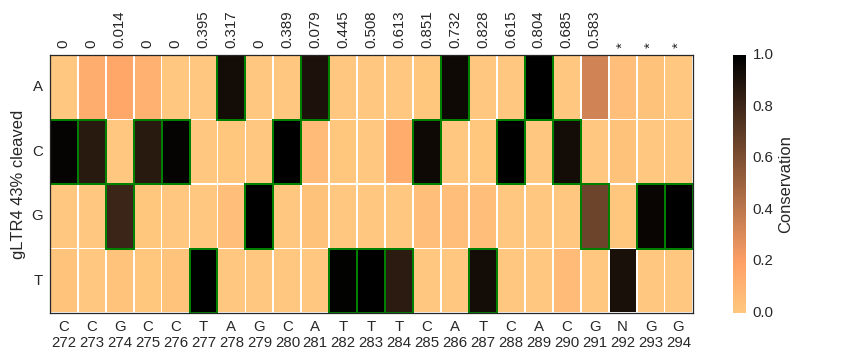 0 0 0.014 0 0 0.395 0.317 0 0.389 0.079 0.445 0.508 0.613 0.851 0.732 0.828 0.615 0.804 0.685 0.583 * * *
gLTR4 43% cleaved
A
C
G
T
C C G C C T A G C A T T T C A T C A C G N G G
272 273 274 275 276 277 278 279 280 281 282 283 284 285 286 287 288 289 290 291 292 293 294
1.0
0.8
0.6
0.4
0.2
0.0
Conservation